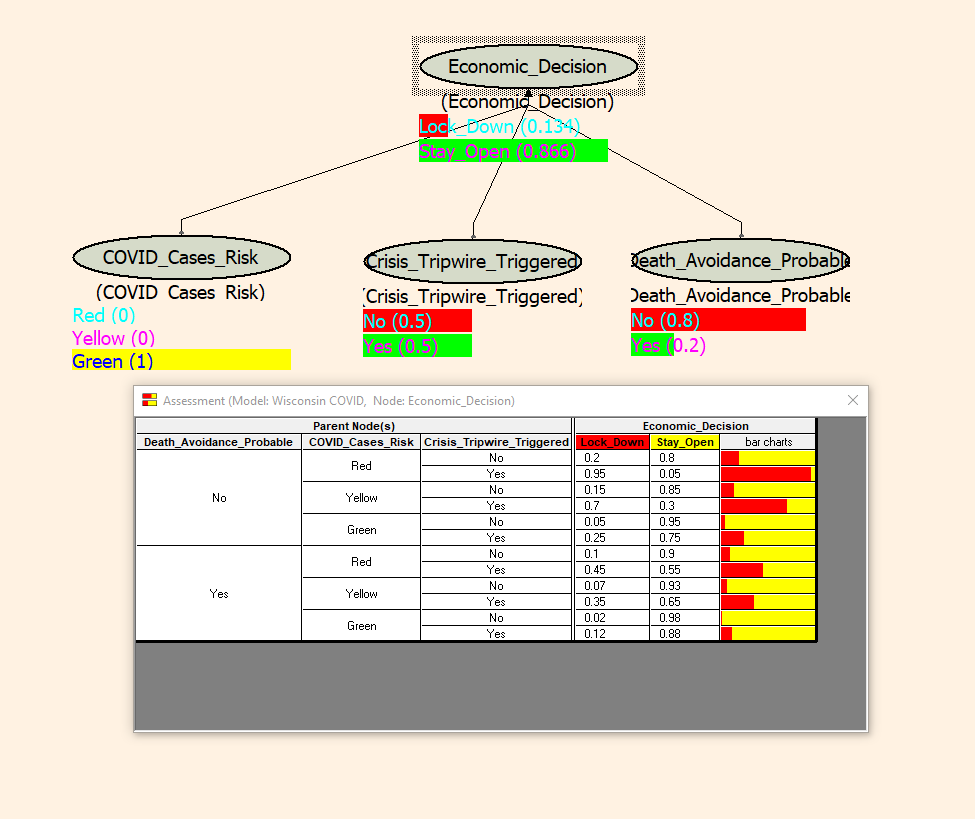 Economic_Decision
(Economic_Decision)
Lock_Down (0.134)
Stay_Open (0.866)
COVID_Cases_Risk Crisis_Tripwire_Triggered Death_Avoidance_Probable
(COVID_Cases_Risk) (Crisis_Tripwire_Triggered) Death_Avoidance_Probable
Red (0) No (0.5) No (0.8)
Yellow (0) Yes (0.5) Yes (0.2)
Green (1)
Assessment (Model: Wisconsin COVID, Node: Economic_Decision)
Parent Node(s) Economic_Decision
Death_Avoidance_Probable COVID_Cases_Risk Crisis_Tripwire_Triggered Lock_Down Stay_Open bar charts
No Red No 0.2 0.8
Yes 0.95 0.05
Yellow No 0.15 0.85
Yes 0.7 0.3
Green No 0.05 0.95
Yes 0.25 0.75
Yes Red No 0.1 0.9
Yes 0.45 0.55
Yellow No 0.07 0.93
Yes 0.35 0.65
Green No 0.02 0.98
Yes 0.12 0.88